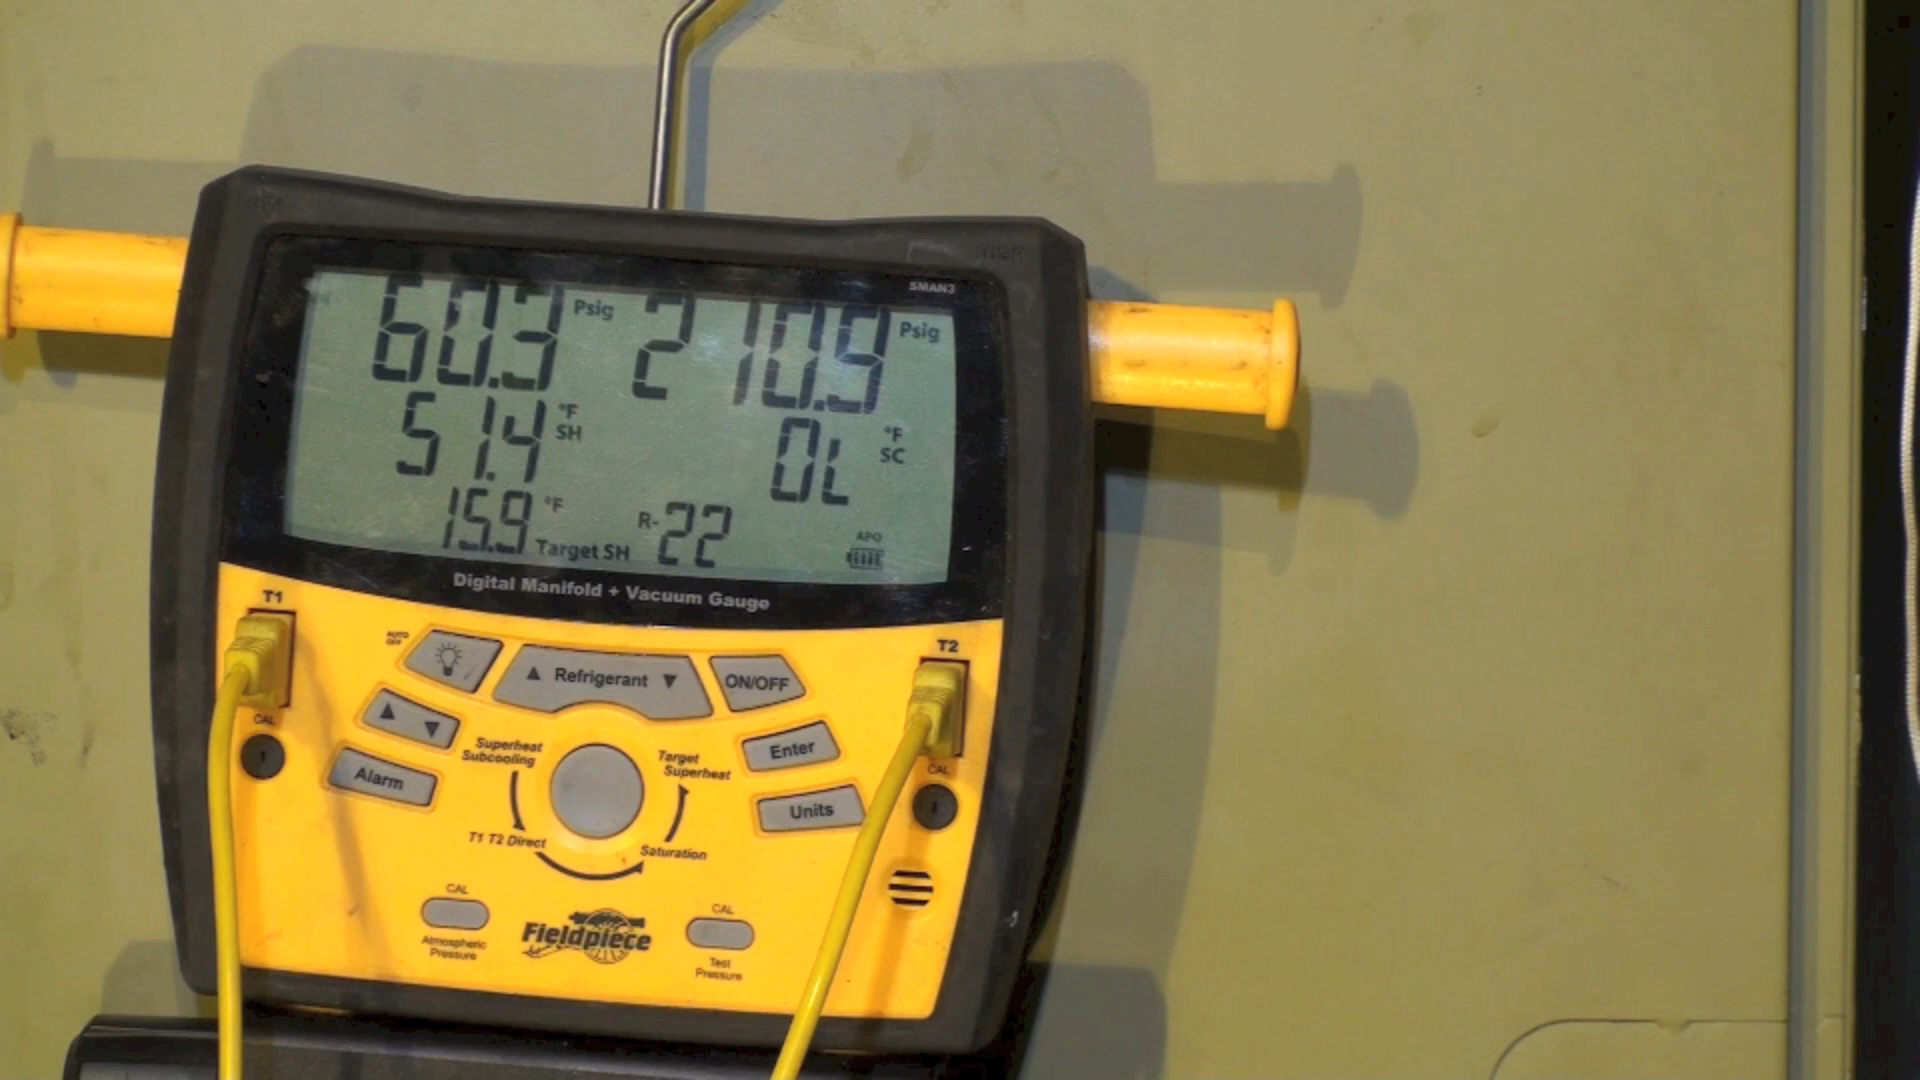 SMAN3
60.3 Psig 210.9 Psig
51.4 °F SH 0L °F SC
15.9 °F Target SH R-22 APO
Digital Manifold + Vacuum Gauge
T1
T2
AUTO OFF
▲ Refrigerant ▼
ON/OFF
▲ ▼
Enter
Alarm
Units
CAL
CAL
Superheat
Subcooling
Target
Superheat
T1 T2 Direct
Saturation
CAL
Atmospheric
Pressure
Fieldpiece
CAL
Test
Pressure